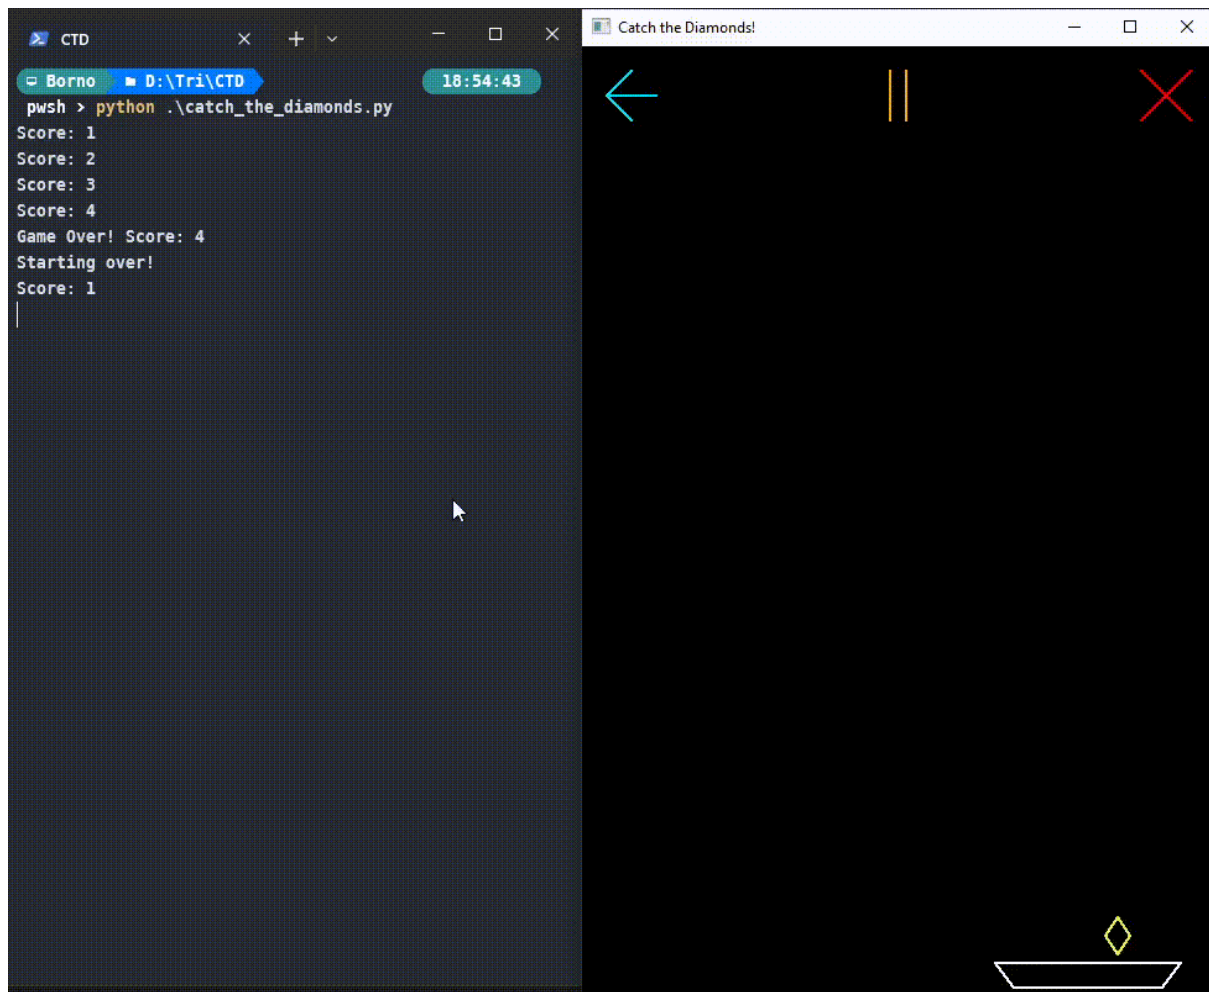 CTD
Borno D:\Tri\CTD 18:54:43
pwsh > python .\catch_the_diamonds.py
Score: 1
Score: 2
Score: 3
Score: 4
Game Over! Score: 4
Starting over!
Score: 1
Catch the Diamonds!